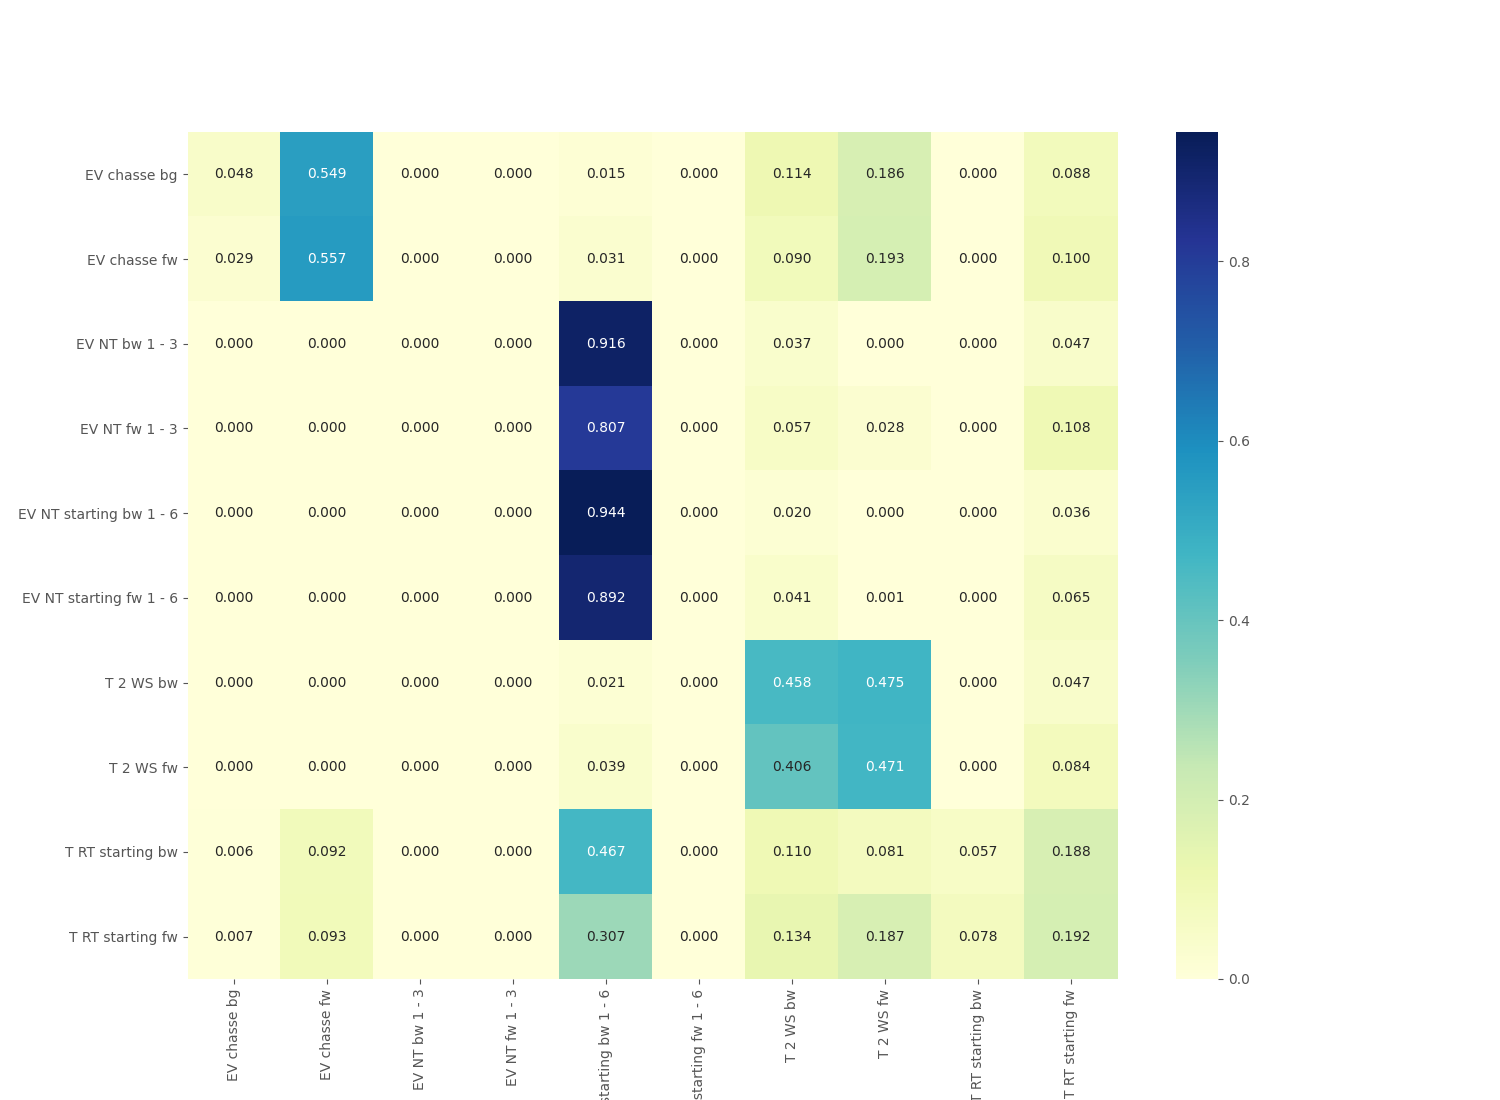 EV chasse bg 0.048 0.549 0.000 0.000 0.015 0.000 0.114 0.186 0.000 0.088
EV chasse fw 0.029 0.557 0.000 0.000 0.031 0.000 0.090 0.193 0.000 0.100
0.8
EV NT bw 1 - 3 0.000 0.000 0.000 0.000 0.916 0.000 0.037 0.000 0.000 0.047
EV NT fw 1 - 3 0.000 0.000 0.000 0.000 0.807 0.000 0.057 0.028 0.000 0.108
0.6
EV NT starting bw 1 - 6 0.000 0.000 0.000 0.000 0.944 0.000 0.020 0.000 0.000 0.036
EV NT starting fw 1 - 6 0.000 0.000 0.000 0.000 0.892 0.000 0.041 0.001 0.000 0.065
0.4
T 2 WS bw 0.000 0.000 0.000 0.000 0.021 0.000 0.458 0.475 0.000 0.047
T 2 WS fw 0.000 0.000 0.000 0.000 0.039 0.000 0.406 0.471 0.000 0.084
0.2
T RT starting bw 0.006 0.092 0.000 0.000 0.467 0.000 0.110 0.081 0.057 0.188
T RT starting fw 0.007 0.093 0.000 0.000 0.307 0.000 0.134 0.187 0.078 0.192
0.0
EV chasse bg
EV chasse fw
EV NT bw 1 - 3
EV NT fw 1 - 3
starting bw 1 - 6
starting fw 1 - 6
T 2 WS bw
T 2 WS fw
T RT starting bw
T RT starting fw